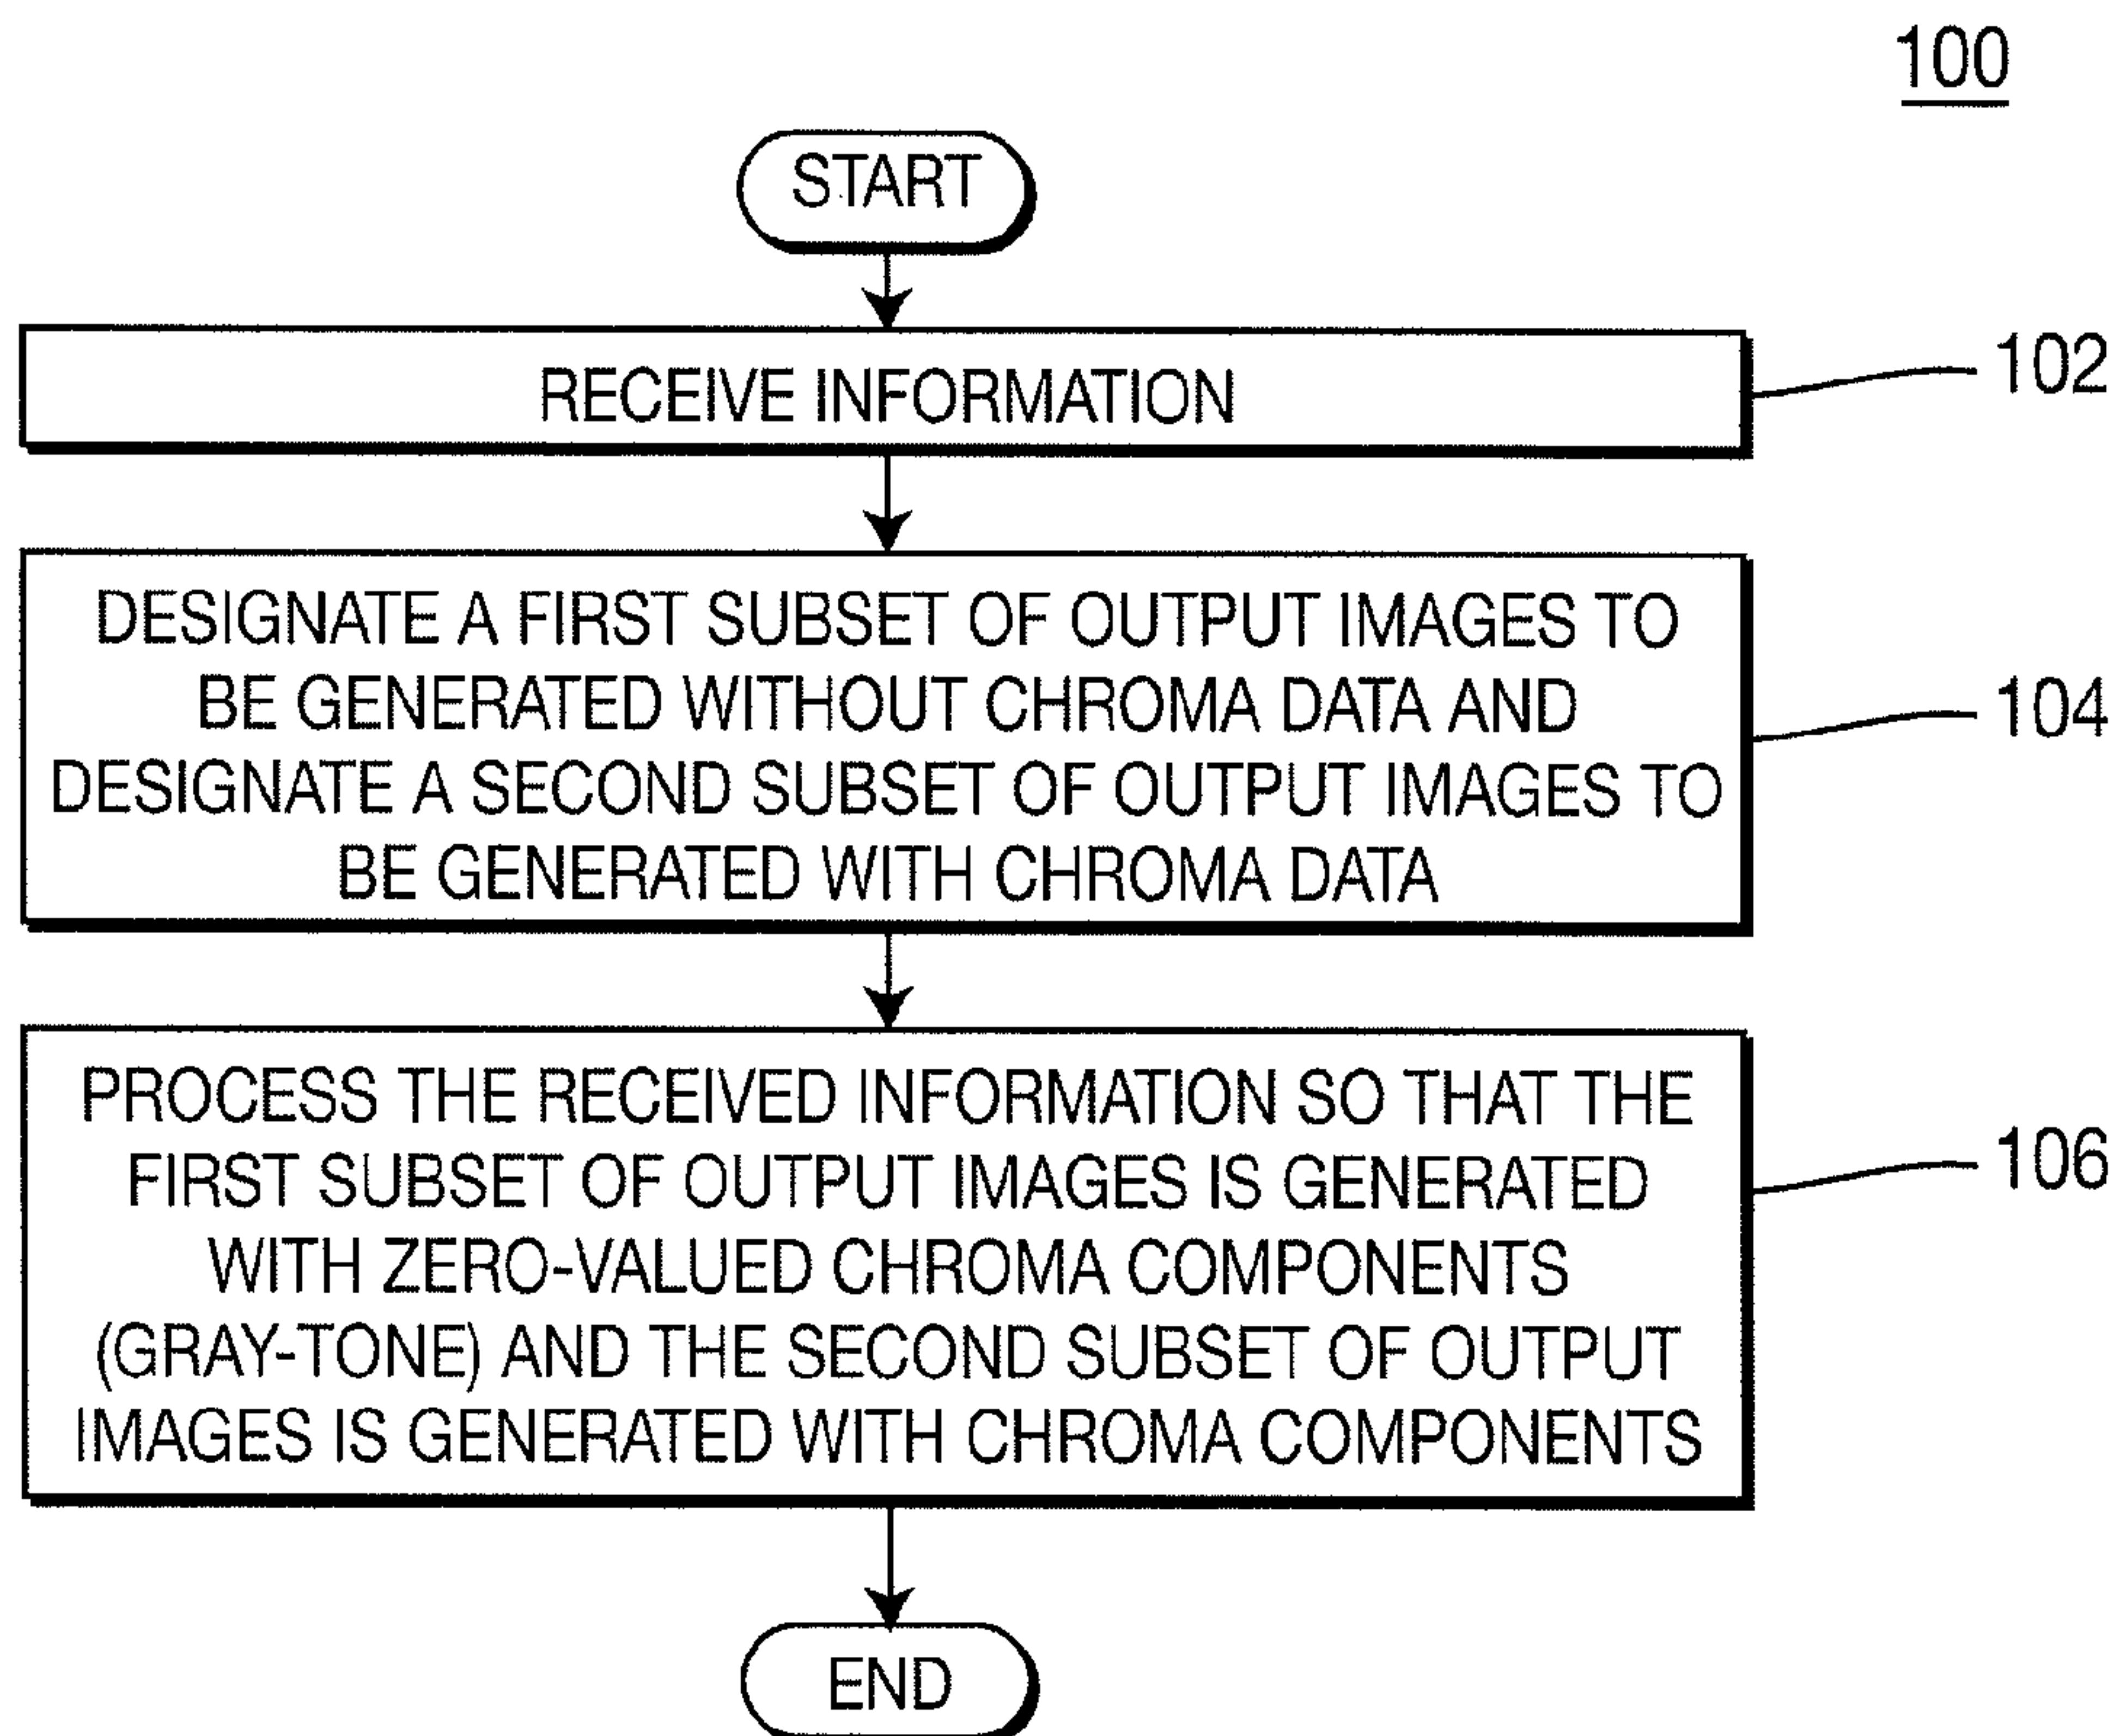 100
START
RECEIVE INFORMATION
102
DESIGNATE A FIRST SUBSET OF OUTPUT IMAGES TO
BE GENERATED WITHOUT CHROMA DATA AND
DESIGNATE A SECOND SUBSET OF OUTPUT IMAGES TO
BE GENERATED WITH CHROMA DATA
104
PROCESS THE RECEIVED INFORMATION SO THAT THE
FIRST SUBSET OF OUTPUT IMAGES IS GENERATED
WITH ZERO-VALUED CHROMA COMPONENTS
(GRAY-TONE) AND THE SECOND SUBSET OF OUTPUT
IMAGES IS GENERATED WITH CHROMA COMPONENTS
106
END